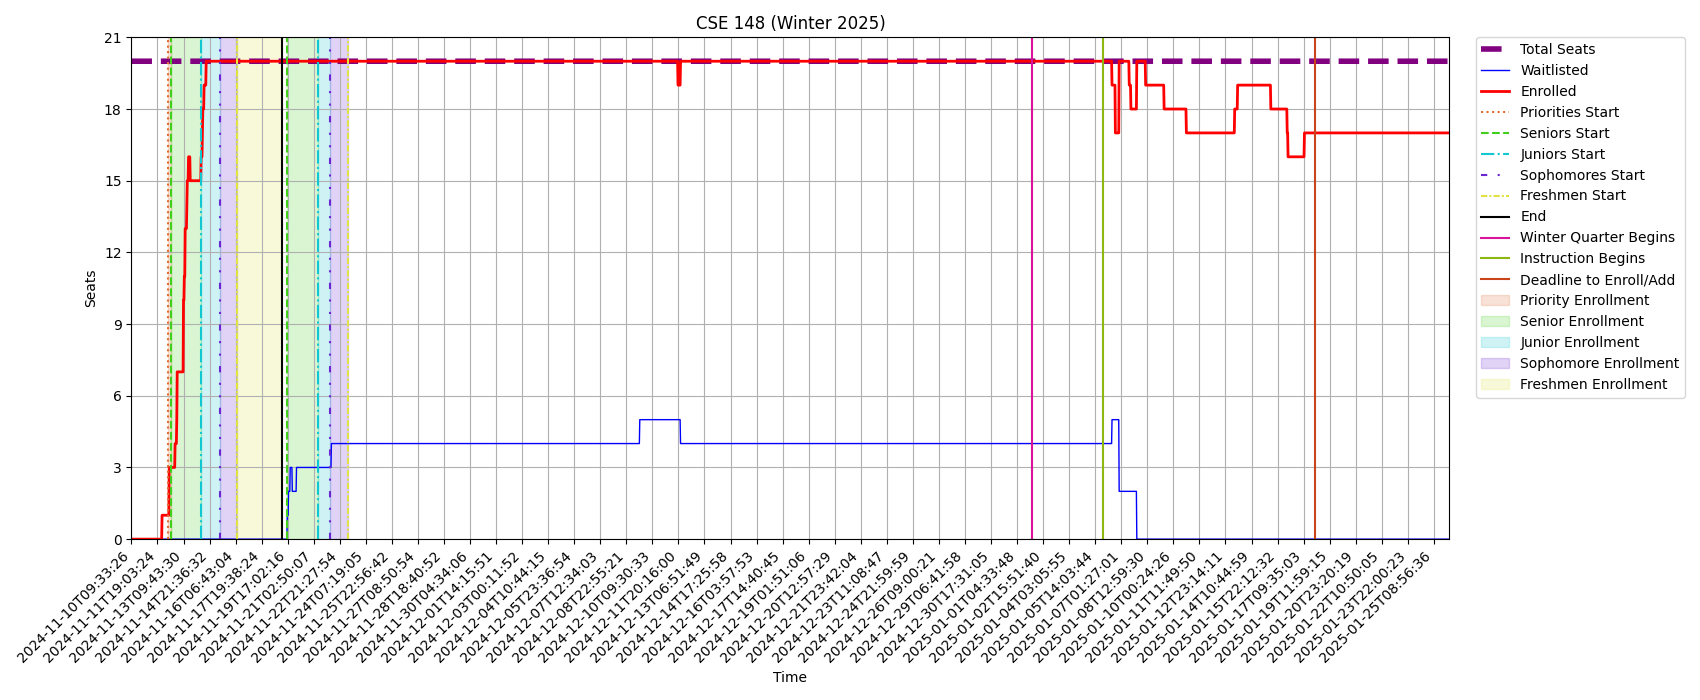 CSE 148 (Winter 2025)
21
18
15
12
9
6
3
0
Seats
2024-11-10T09:33:26
2024-11-11T19:03:24
2024-11-13T08:43:30
2024-11-14T21:36:32
2024-11-16T06:43:04
2024-11-17T19:38:24
2024-11-19T17:02:16
2024-11-21T02:50:07
2024-11-22T21:27:54
2024-11-24T07:19:05
2024-11-25T22:56:42
2024-11-27T08:50:54
2024-11-28T18:40:52
2024-11-30T04:34:06
2024-12-01T14:15:51
2024-12-03T00:11:52
2024-12-04T10:44:15
2024-12-05T23:36:54
2024-12-07T12:34:03
2024-12-08T22:55:21
2024-12-10T09:30:33
2024-12-11T20:16:00
2024-12-13T06:51:49
2024-12-14T17:25:58
2024-12-16T03:57:53
2024-12-17T14:40:45
2024-12-19T01:51:06
2024-12-20T12:57:29
2024-12-21T23:42:04
2024-12-23T11:08:47
2024-12-24T21:59:59
2024-12-26T09:00:21
2024-12-29T06:41:58
2024-12-30T17:31:05
2025-01-01T04:33:48
2025-01-02T15:51:40
2025-01-04T03:05:55
2025-01-05T14:03:44
2025-01-07T01:27:01
2025-01-08T12:59:30
2025-01-10T00:24:26
2025-01-11T11:49:50
2025-01-12T23:14:11
2025-01-14T10:44:59
2025-01-15T22:12:32
2025-01-17T09:35:03
2025-01-19T11:59:15
2025-01-20T23:20:19
2025-01-22T10:50:05
2025-01-23T22:00:23
2025-01-25T08:56:36
Time
Total Seats
Waitlisted
Enrolled
Priorities Start
Seniors Start
Juniors Start
Sophomores Start
Freshmen Start
End
Winter Quarter Begins
Instruction Begins
Deadline to Enroll/Add
Priority Enrollment
Senior Enrollment
Junior Enrollment
Sophomore Enrollment
Freshmen Enrollment